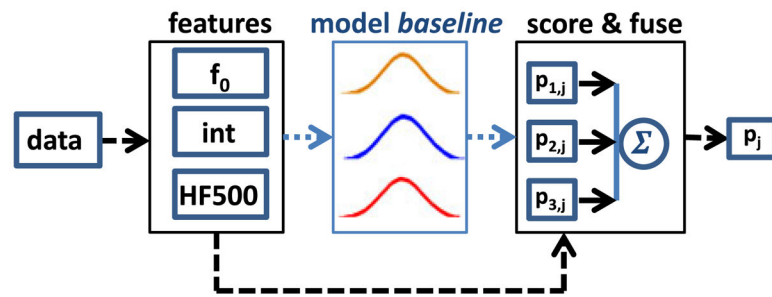 features
model baseline
score & fuse
data
f₀
int
HF500
p₁,ⱼ
p₂,ⱼ
p₃,ⱼ
Σ
pⱼ